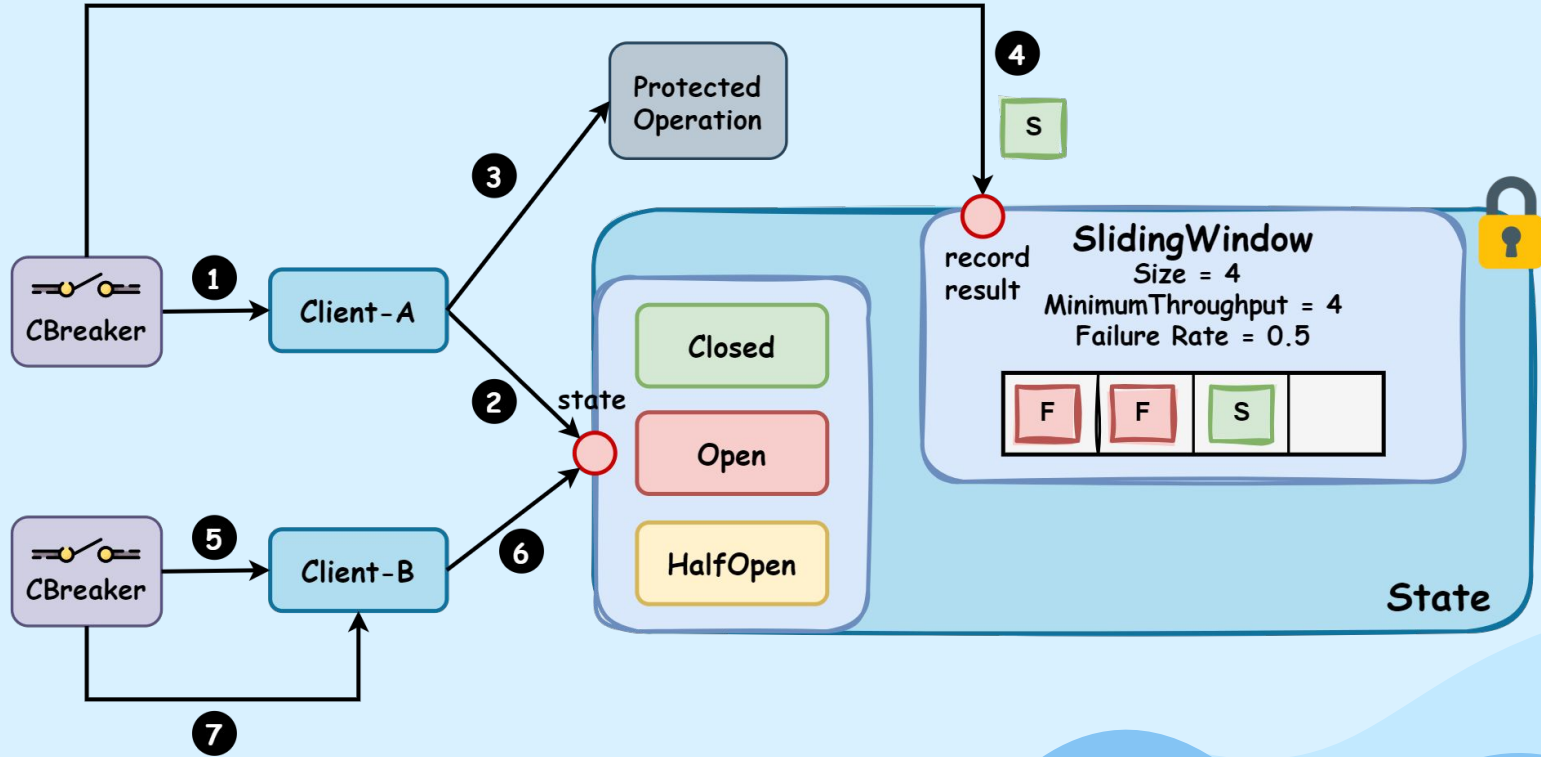 4
Protected
Operation
S
3
SlidingWindow
Size = 4
MinimumThroughput = 4
Failure Rate = 0.5
record
result
1
CBreaker
Client-A
Closed
2
state
F
F
S
Open
5
6
CBreaker
Client-B
HalfOpen
State
7